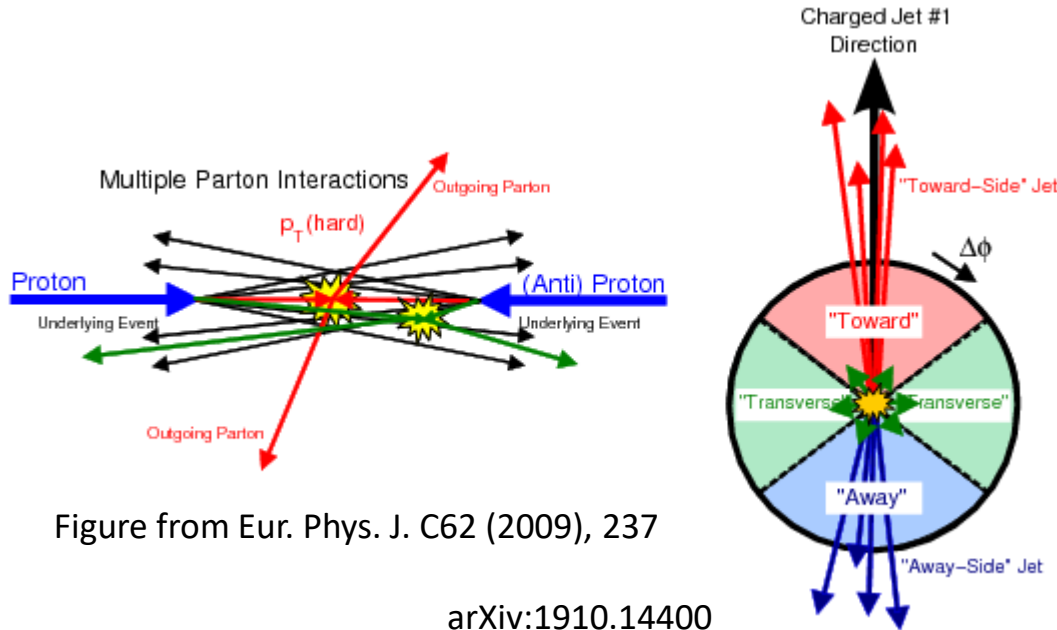 Charged Jet #1
Direction
Multiple Parton Interactions
Outgoing Parton
p_T(hard)
"Toward-Side" Jet
Δϕ
Proton
(Anti) Proton
Underlying Event
Underlying Event
"Toward"
"Transverse"
"Transverse"
Outgoing Parton
"Away"
Figure from Eur. Phys. J. C62 (2009), 237
"Away-Side" Jet
arXiv:1910.14400